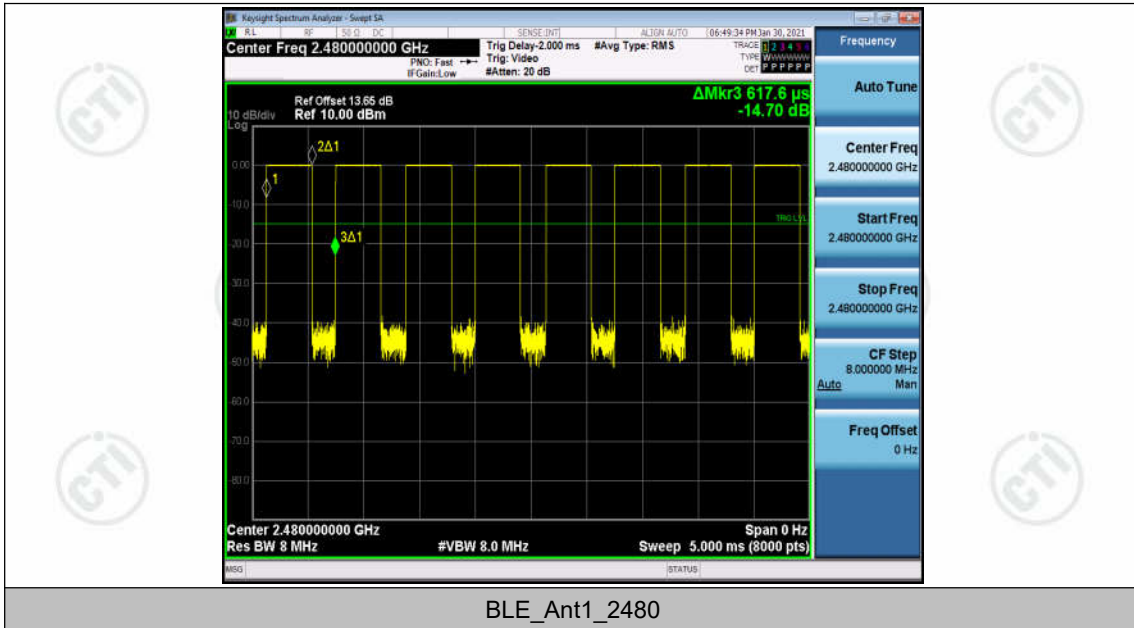 Keysight Spectrum Analyzer - Swept SA
RL RF 50 Ω DC SENSE:INT ALIGN AUTO 06:49:34 PM Jan 30, 2021
Center Freq 2.480000000 GHz
PNO: Fast
IFGain:Low
Trig Delay-2.000 ms
Trig: Video
#Atten: 20 dB
#Avg Type: RMS
TRACE 1 2 3 4 5 6
TYPE WWWWWW
DET P P P P P P
Frequency
ΔMkr3 617.6 µs
-14.70 dB
Ref Offset 13.65 dB
Ref 10.00 dBm
10 dB/div
Log
Auto Tune
Center Freq
2.480000000 GHz
Start Freq
2.480000000 GHz
Stop Freq
2.480000000 GHz
CF Step
8.000000 MHz
Auto Man
Freq Offset
0 Hz
2Δ1
1
3Δ1
TRIG LVL
0.00
-10.0
-20.0
-30.0
-40.0
-50.0
-60.0
-70.0
-80.0
Center 2.480000000 GHz
Span 0 Hz
Res BW 8 MHz
#VBW 8.0 MHz
Sweep 5.000 ms (8000 pts)
MSG
STATUS
BLE_Ant1_2480
CTI
CTI
CTI
CTI